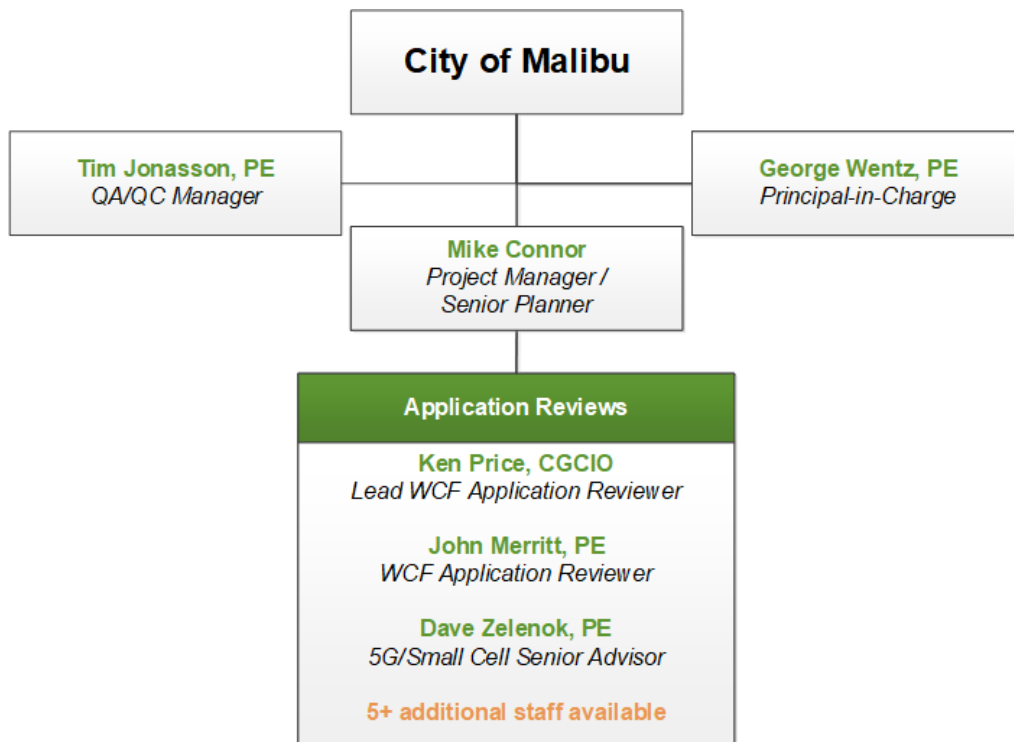 City of Malibu
Tim Jonasson, PE
QA/QC Manager
George Wentz, PE
Principal-in-Charge
Mike Connor
Project Manager /
Senior Planner
Application Reviews
Ken Price, CGCIO
Lead WCF Application Reviewer
John Merritt, PE
WCF Application Reviewer
Dave Zelenok, PE
5G/Small Cell Senior Advisor
5+ additional staff available